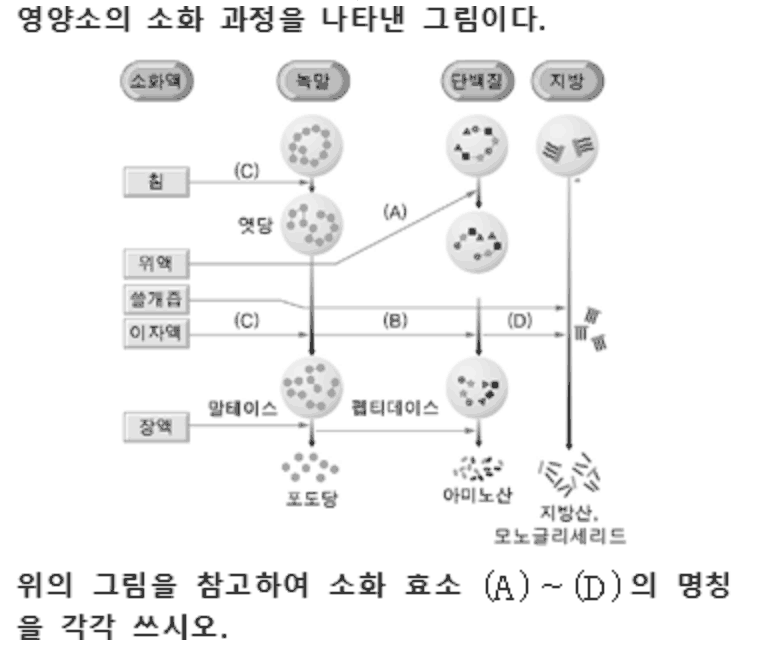 영양소의 소화 과정을 나타낸 그림이다.
소화액 녹말 단백질 지방
침 (C)
엿당 (A)
위액
쓸개즙
이자액 (C) (B) (D)
말테이스 펩티데이스
장액
포도당 아미노산 지방산,
모노글리세리드
위의 그림을 참고하여 소화 효소 (A)~(D)의 명칭
을 각각 쓰시오.